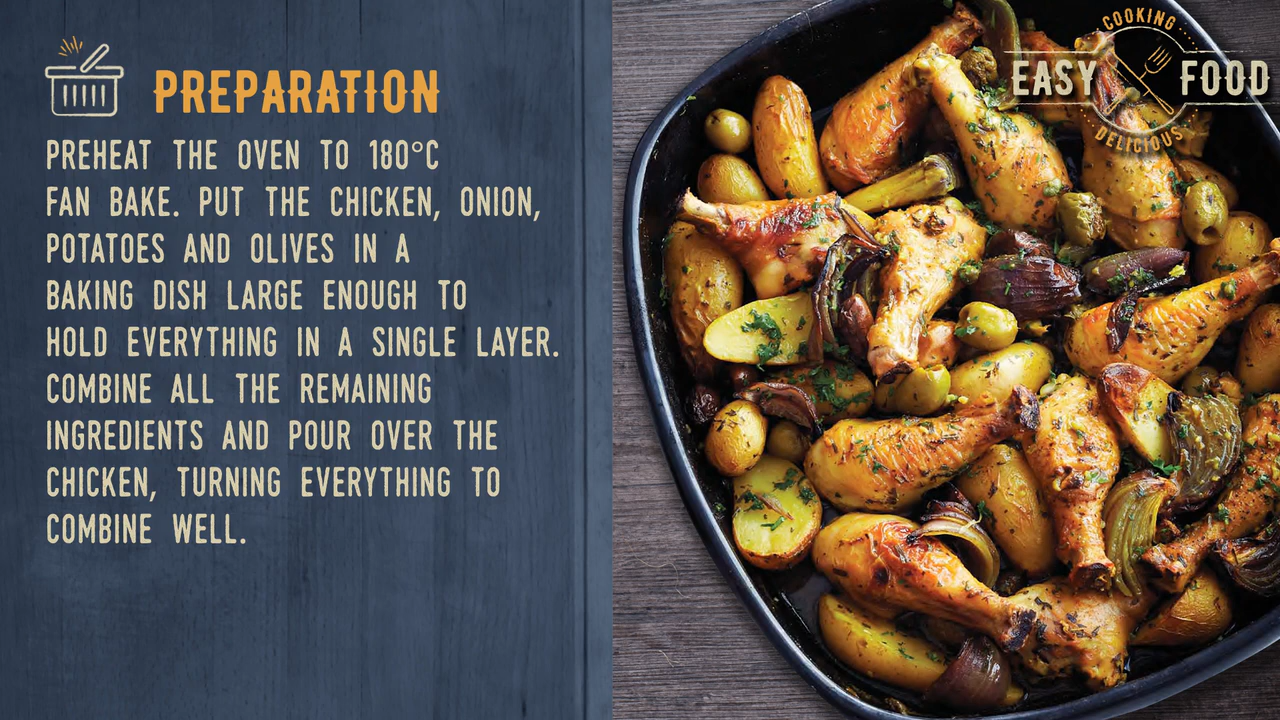 PREPARATION
PREHEAT THE OVEN TO 180°C
FAN BAKE. PUT THE CHICKEN, ONION,
POTATOES AND OLIVES IN A
BAKING DISH LARGE ENOUGH TO
HOLD EVERYTHING IN A SINGLE LAYER.
COMBINE ALL THE REMAINING
INGREDIENTS AND POUR OVER THE
CHICKEN, TURNING EVERYTHING TO
COMBINE WELL.
COOKING
EASY FOOD
DELICIOUS